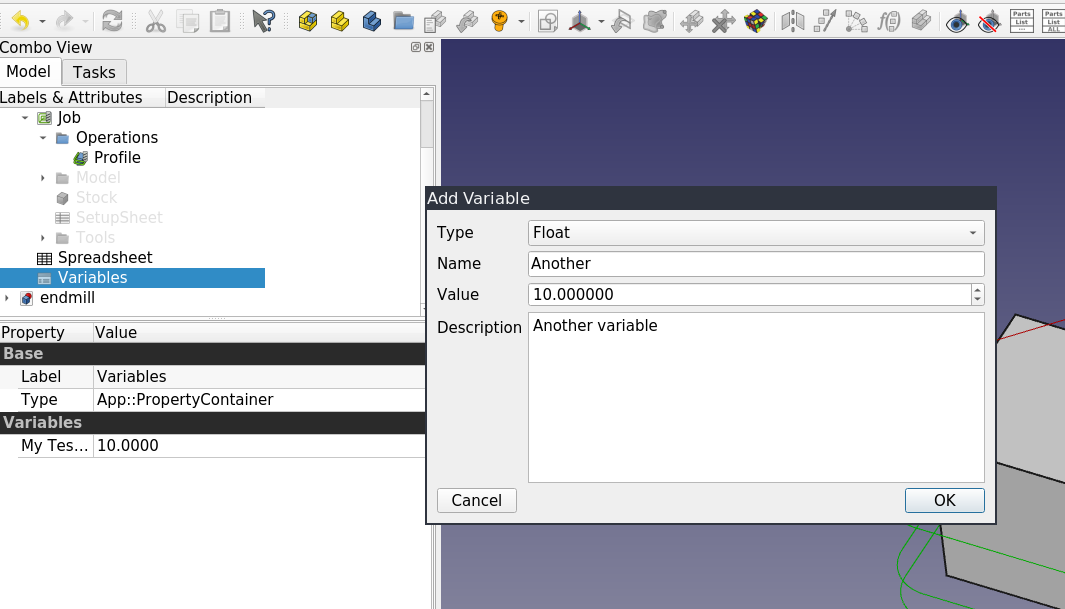 Parts
List
...
Parts
List
ALL
Combo View
Model
Tasks
Labels & Attributes
Description
Job
Operations
Profile
Model
Stock
SetupSheet
Tools
Spreadsheet
Variables
endmill
Property
Value
Base
Label
Variables
Type
App::PropertyContainer
Variables
My Tes...
10.0000
Add Variable
Type
Float
Name
Another
Value
10.000000
Description
Another variable
Cancel
OK